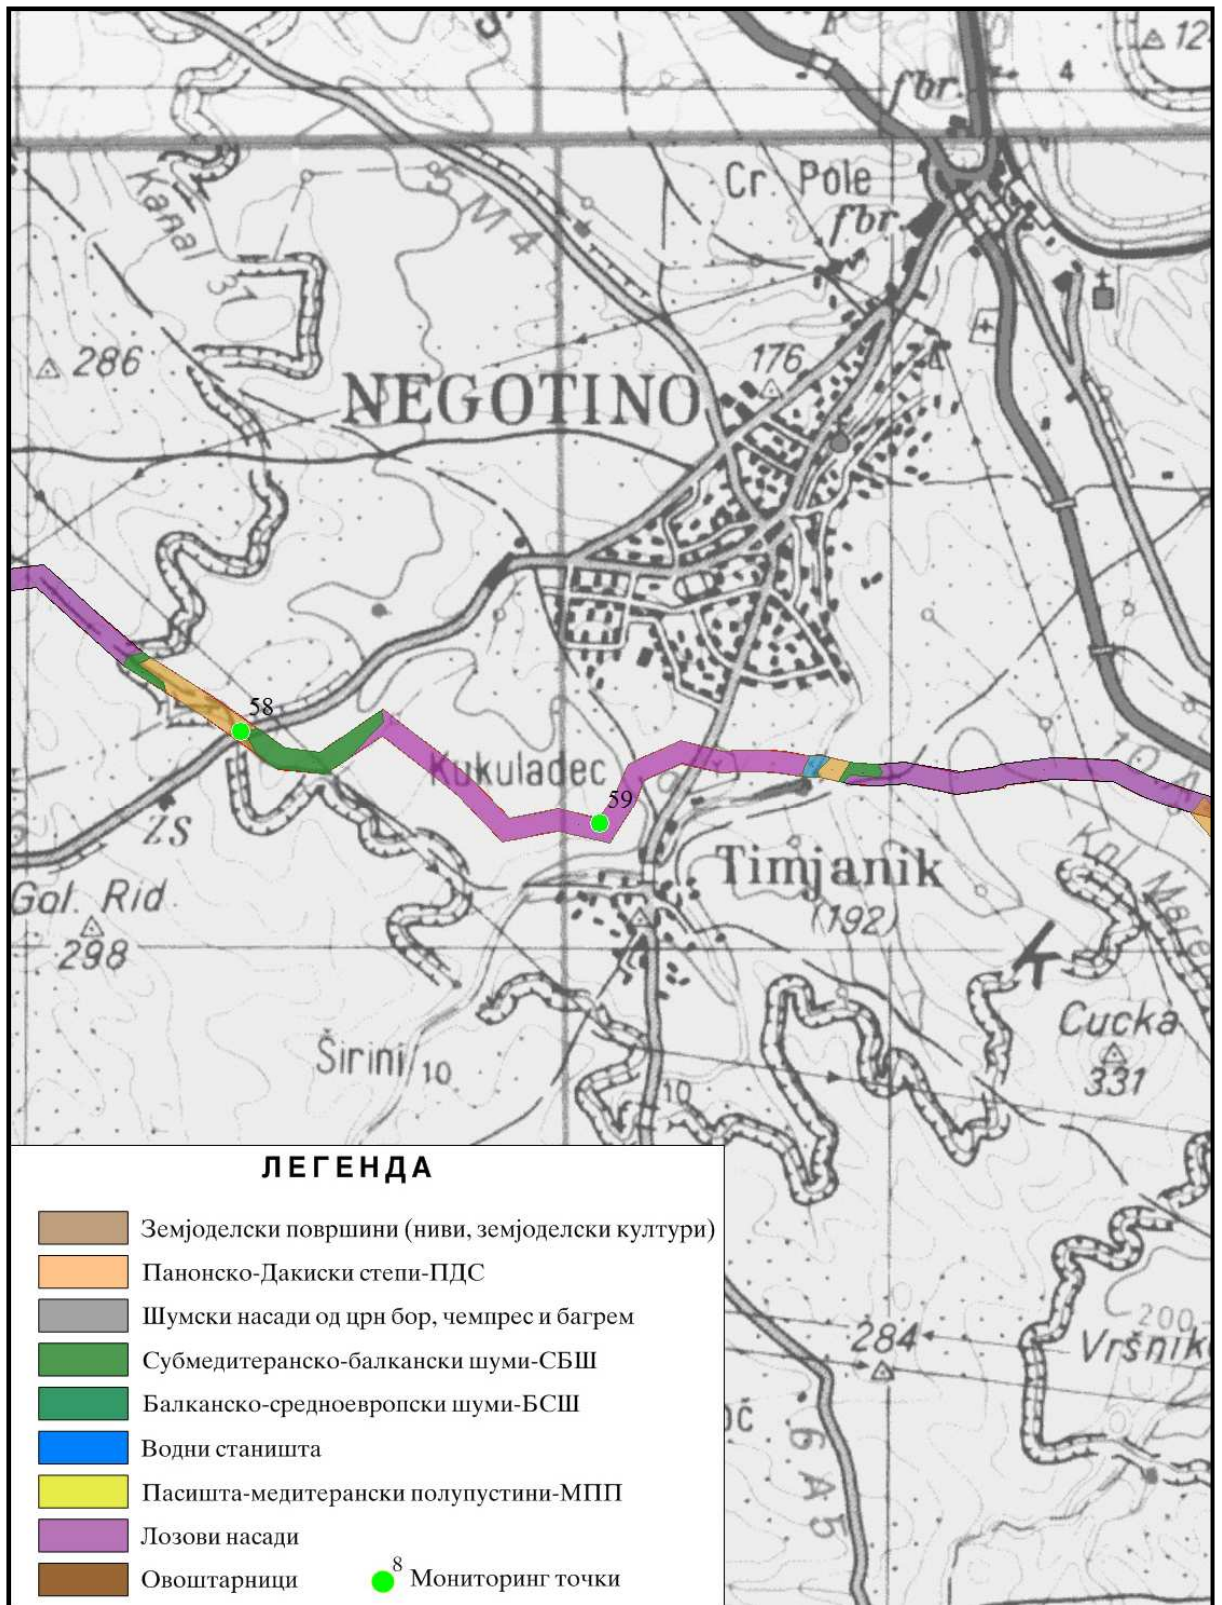 fbr.
4
Kanal
Cr. Pole
fbr.
M4
31
286
176
NEGOTINO
58
Kukuladec
59
ŽS
Timjanik
(192)
Gol. Rid
298
K
Cucka
331
Širini
10
10
284
200
6A5
ЛЕГЕНДА
Земјоделски површини (ниви, земјоделски култури)
Панонско-Дакиски степи-ПДС
Шумски насади од црн бор, чемпрес и багрем
Субмедитеранско-балкански шуми-СБШ
Балканско-средноевропски шуми-БСШ
Водни станишта
Пасишта-медитерански полупустини-МПП
Лозови насади
Овоштарници
8 Мониторинг точки